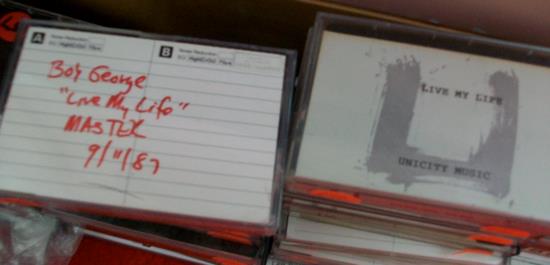 A
B
Boy George
"Live My Life"
MASTER
9/11/87
LIVE MY LIFE
UNICITY MUSIC